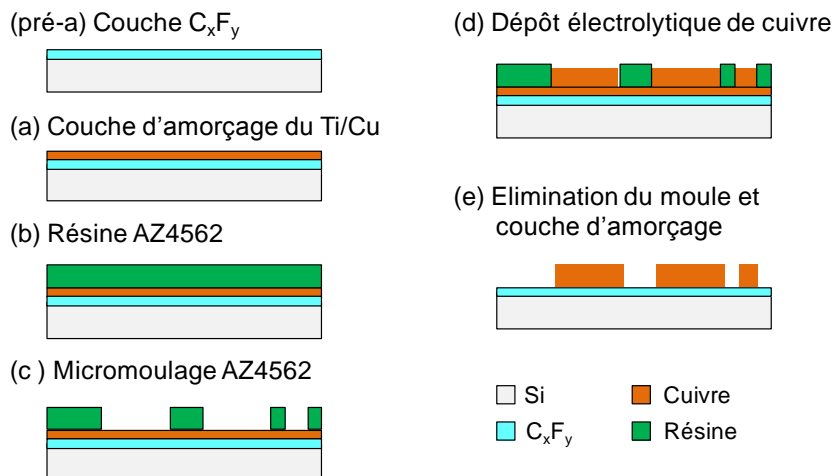 (pré-a) Couche CxFy
(a) Couche d'amorçage du Ti/Cu
(b) Résine AZ4562
(c ) Micromoulage AZ4562
(d) Dépôt électrolytique de cuivre
(e) Elimination du moule et
couche d'amorçage
Si
Cuivre
CxFy
Résine